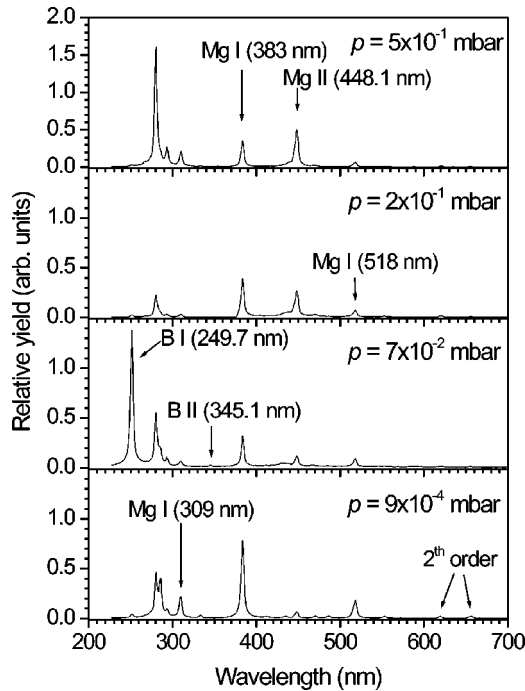 2.0
Mg I (383 nm)
p = 5x10⁻¹ mbar
1.5
Mg II (448.1 nm)
1.0
0.5
0.0
p = 2x10⁻¹ mbar
1.0
Mg I (518 nm)
0.5
0.0
B I (249.7 nm)
p = 7x10⁻² mbar
1.0
B II (345.1 nm)
0.5
0.0
Mg I (309 nm)
p = 9x10⁻⁴ mbar
1.0
2ᵗʰ order
0.5
0.0
200 300 400 500 600 700
Wavelength (nm)
Relative yield (arb. units)